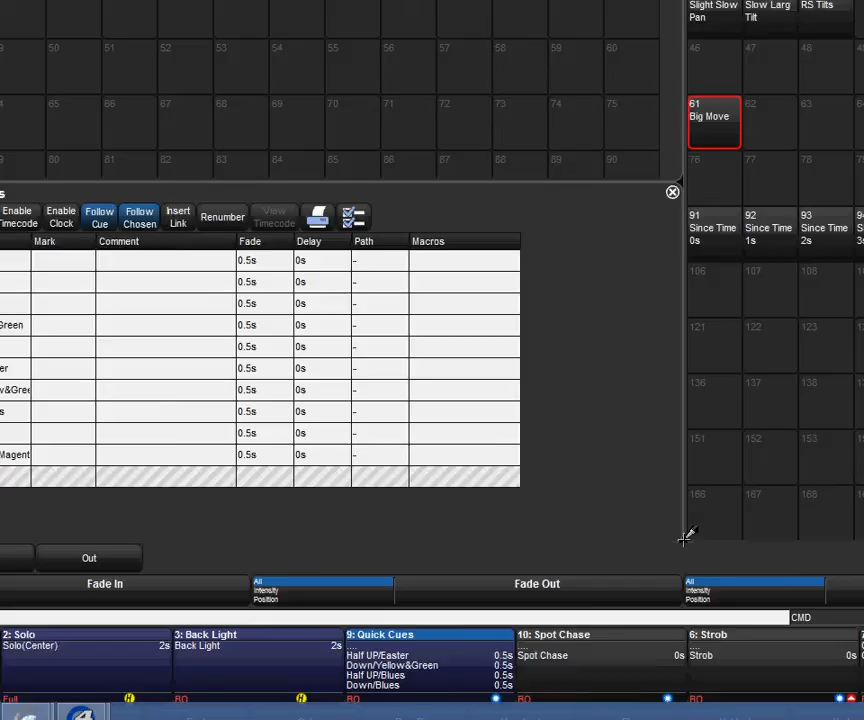 Slight Slow Pan
Slow Larg Tilt
RS Tilts
50 51 52 53 54 55 56 57 58 59 60
46 47 48
65 66 67 68 69 70 71 72 73 74 75
61 Big Move
62 63
80 81 82 83 84 85 86 87 88 89 90
76 77 78
s
Enable Timecode
Enable Clock
Follow Cue
Follow Chosen
Insert Link
Renumber
View Timecode
91 Since Time 0s
92 Since Time 1s
93 Since Time 2s
Mark Comment Fade Delay Path Macros
0.5s 0s -
0.5s 0s -
0.5s 0s -
Green 0.5s 0s -
0.5s 0s -
er 0.5s 0s -
w&Gree 0.5s 0s -
s 0.5s 0s -
0.5s 0s -
Magent 0.5s 0s -
106 107 108
121 122 123
136 137 138
151 152 153
166 167 168
Out
Fade In
All
Intensity
Position
Fade Out
All
Intensity
Position
CMD
2: Solo
Solo(Center) 2s
Full
H
3: Back Light
Back Light 2s
BO
H
9: Quick Cues
....
Half UP/Easter 0.5s
Down/Yellow&Green 0.5s
Half UP/Blues 0.5s
Down/Blues 0.5s
BO
10: Spot Chase
....
Spot Chase 0s
BO
6: Strob
....
Strob 0s
BO